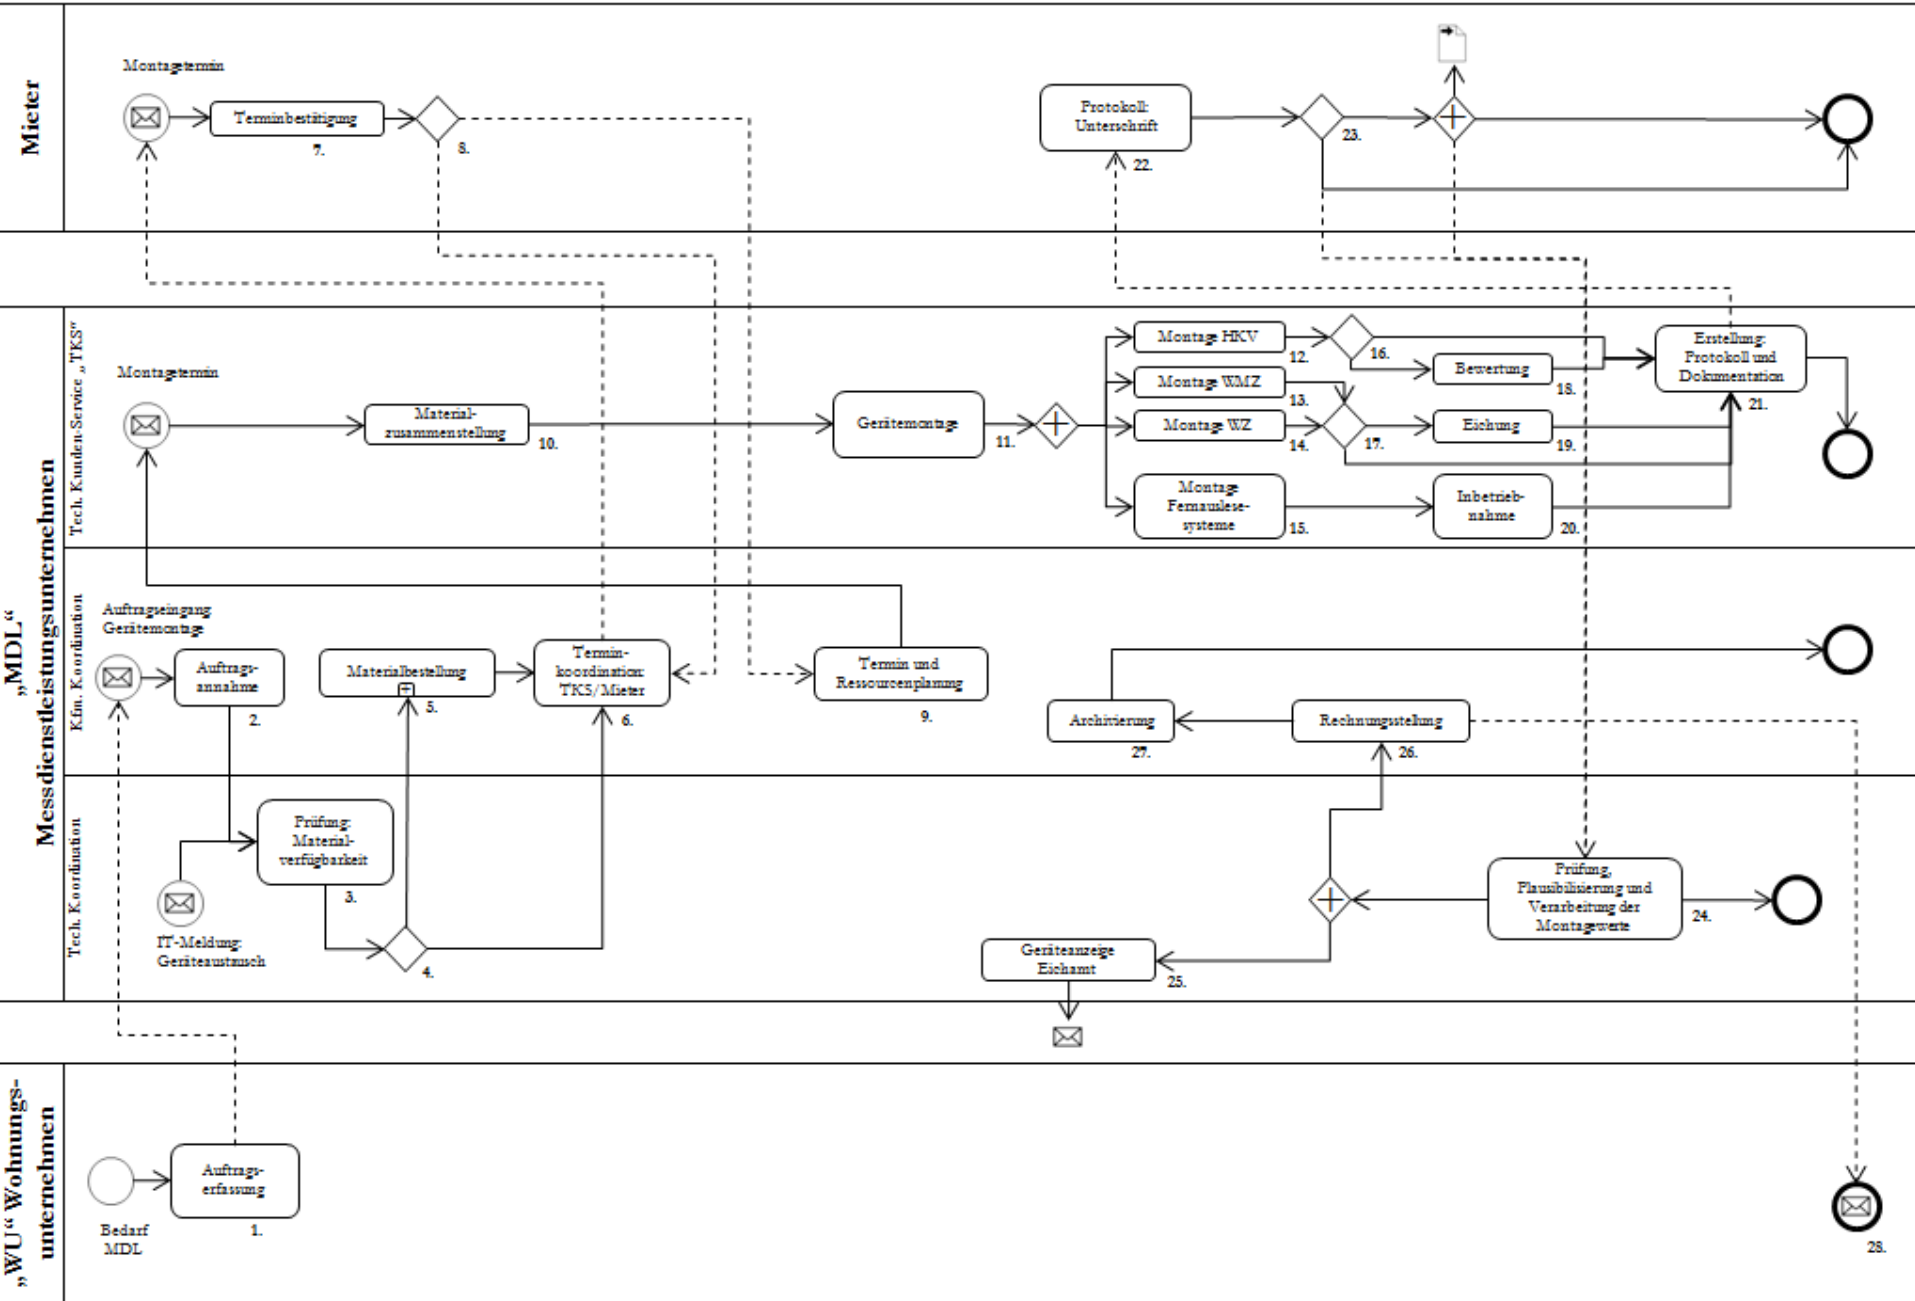 Mieter
Montagetermin
Terminbestätigung
7.
8.
Protokoll:
Unterschrift
22.
23.
„MDL“
Messdienstleistungsunternehmen
Tech. Kunden-Service „TKS“
Montagetermin
Material-
zusammenstellung
10.
Gerätemontage
11.
Montage HKV
12.
Montage WMZ
13.
Montage WZ
14.
Montage
Fernauslese-
systeme
15.
16.
17.
Bewertung
18.
Eichung
19.
Inbetrieb-
nahme
20.
Erstellung:
Protokoll und
Dokumentation
21.
Kfm. Koordination
Auftragseingang
Gerätemontage
Auftrags-
annahme
2.
Materialbestellung
5.
Termin-
koordination:
TKS/Mieter
6.
Termin und
Ressourcenplanung
9.
Archivierung
27.
Rechnungsstellung
26.
Tech. Koordination
Prüfung:
Material-
verfügbarkeit
3.
IT-Meldung:
Geräteaustausch
4.
Geräteanzeige
Eichamt
25.
Prüfung,
Plausibilisierung und
Verarbeitung der
Montagewerte
24.
„WU“ Wohnungs-
unternehmen
Bedarf
MDL
Auftrags-
erfassung
1.
28.